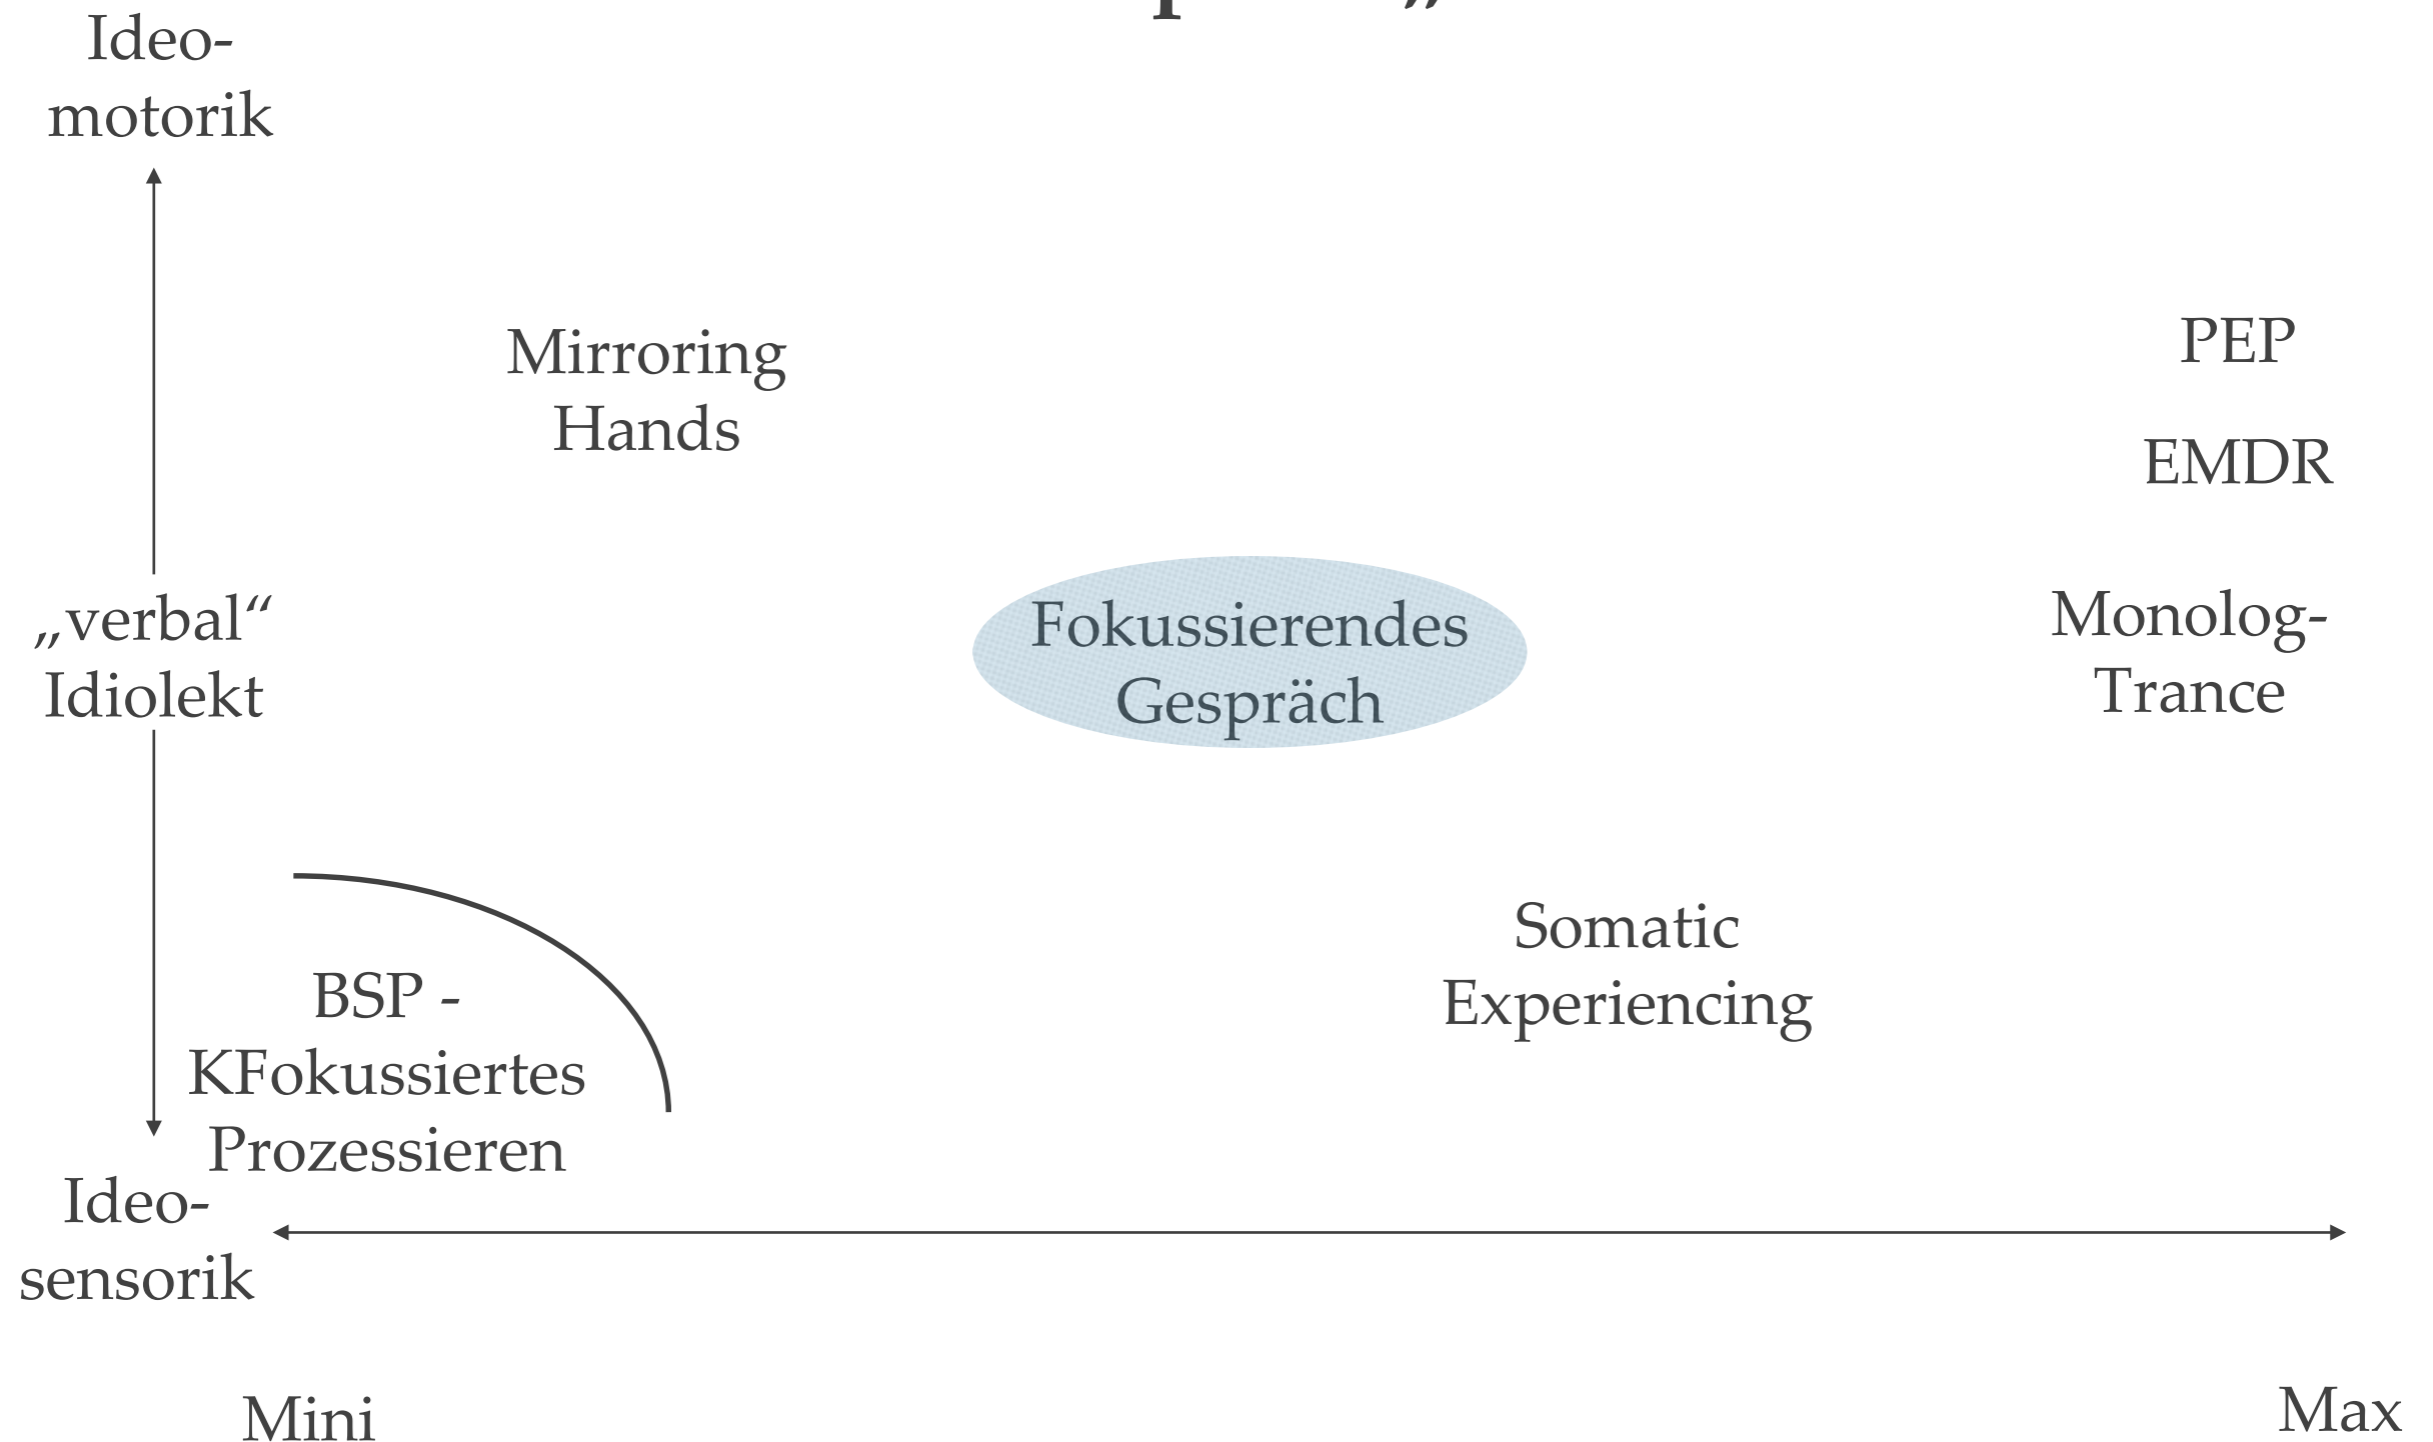 Ideo-
motorik
Mirroring
Hands
PEP
EMDR
„verbal“
Idiolekt
Fokussierendes
Gespräch
Monolog-
Trance
Somatic
Experiencing
BSP -
KFokussiertes
Prozessieren
Ideo-
sensorik
Mini
Max